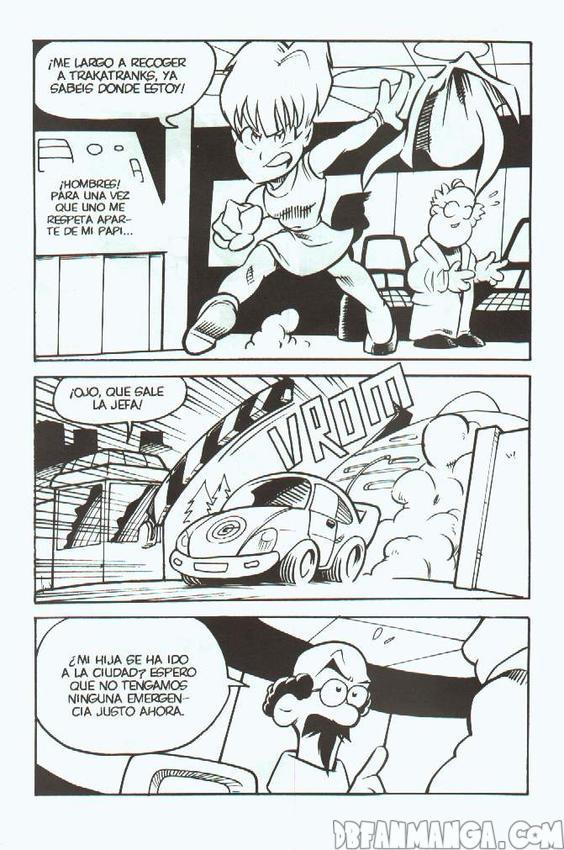 ¡ME LARGO A RECOGER
A TRAKATRANKS, YA
SABEIS DONDE ESTOY!
¡HOMBRES!
PARA UNA VEZ
QUE UNO ME
RESPETA APAR-
TE DE MI PAPI...
¡OJO, QUE SALE
LA JEFA!
VROM
¿MI HIJA SE HA IDO
A LA CIUDAD? ESPERO
QUE NO TENGAMOS
NINGUNA EMERGEN-
CIA JUSTO AHORA.
DBFANMANGA.COM